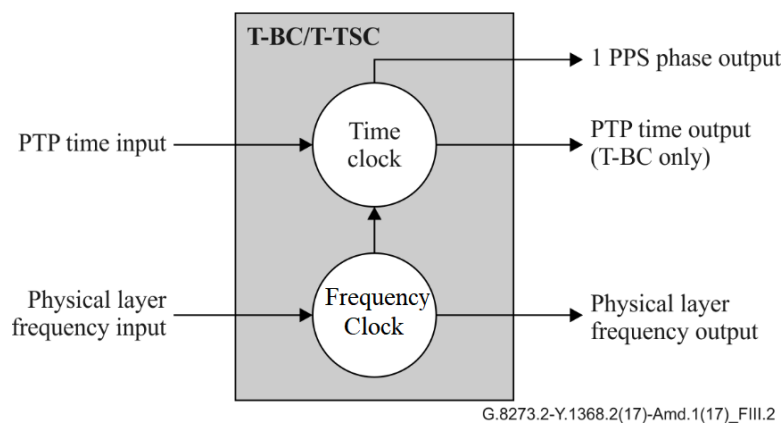 T-BC/T-TSC
1 PPS phase output
PTP time input
Time
clock
PTP time output
(T-BC only)
Physical layer
frequency input
Frequency
Clock
Physical layer
frequency output
G.8273.2-Y.1368.2(17)-Amd.1(17)_FIII.2